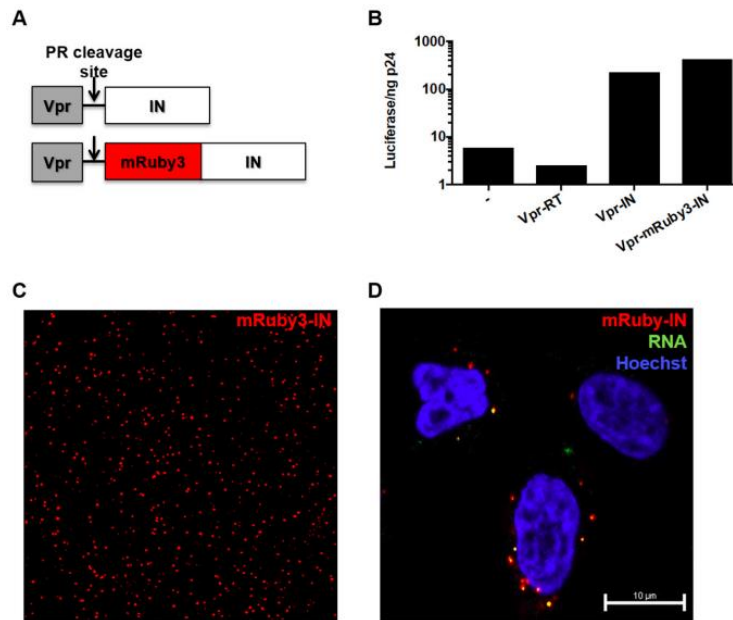 A
PR cleavage
site
Vpr
IN
Vpr
mRuby3
IN
B
Luciferase/ng p24
1000
100
10
1
-
Vpr-RT
Vpr-IN
Vpr-mRuby3-IN
C
mRuby3-IN
D
mRuby-IN
RNA
Hoechst
10 µm